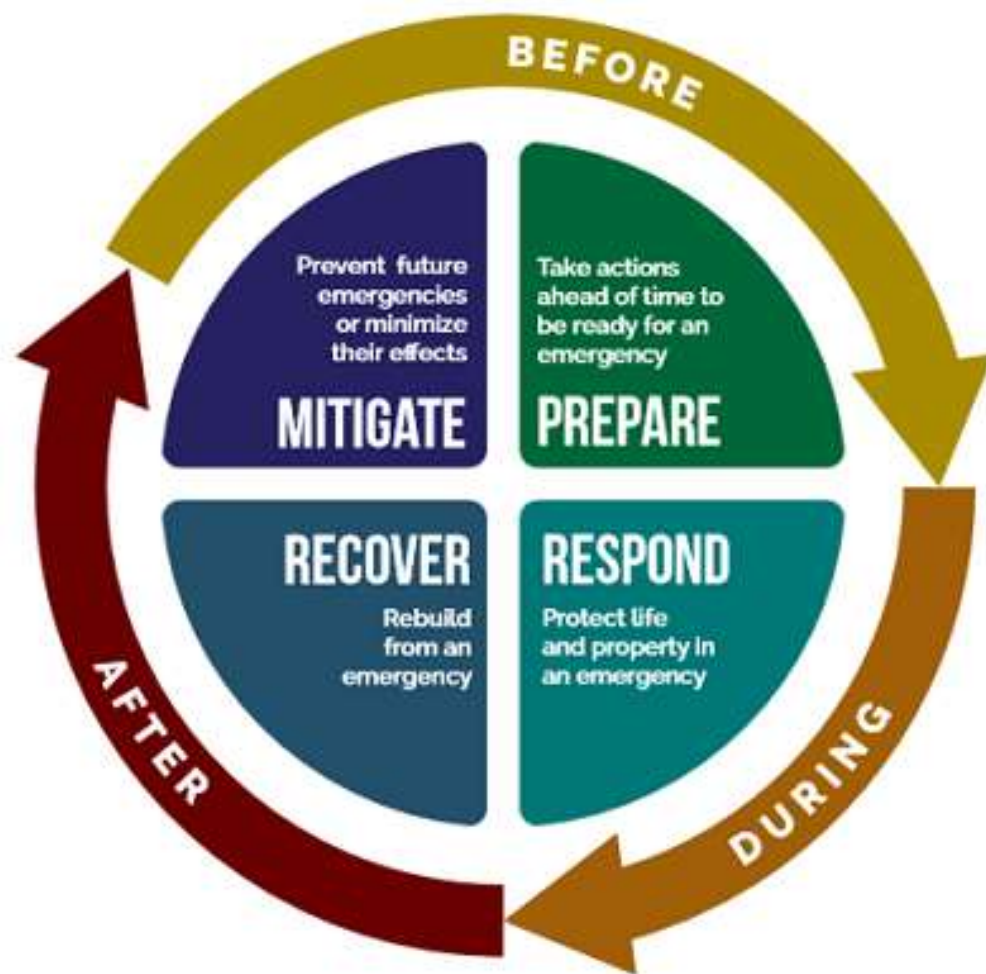 BEFORE
Prevent future
emergencies
or minimize
their effects
MITIGATE
Take actions
ahead of time to
be ready for an
emergency
PREPARE
RECOVER
Rebuild
from an
emergency
RESPOND
Protect life
and property in
an emergency
AFTER
DURING